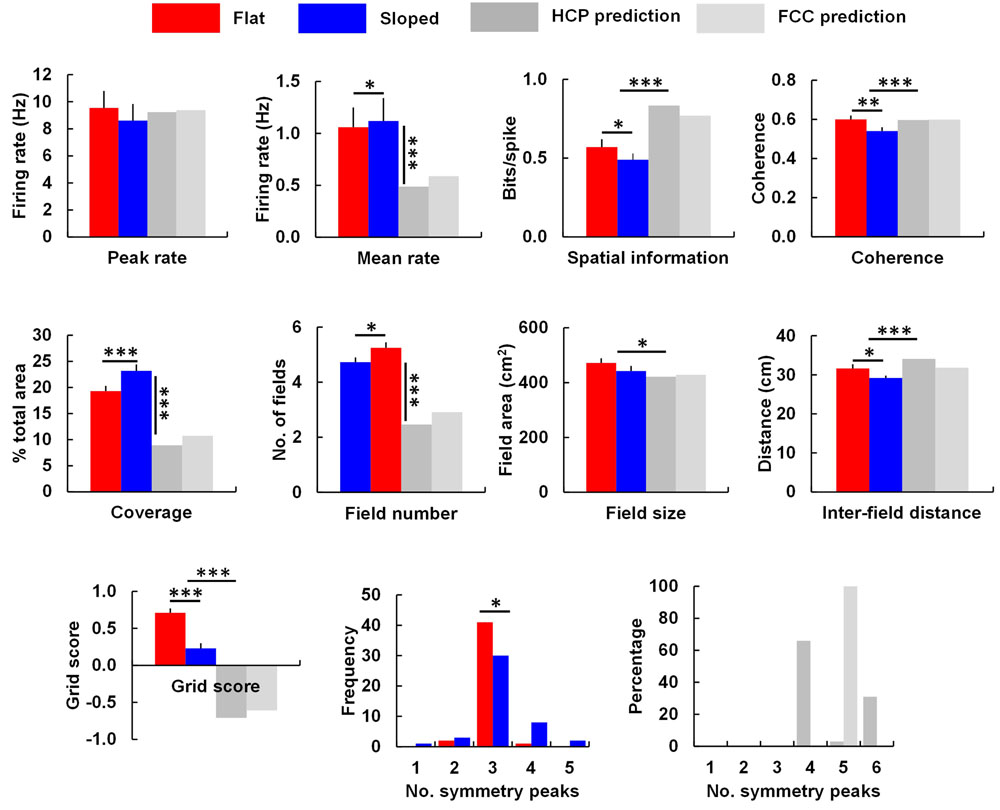 Flat Sloped HCP prediction FCC prediction
Firing rate (Hz)
12
10
8
6
4
2
0
Peak rate
Firing rate (Hz)
1.5
1.0
0.5
0.0
*
***
Mean rate
Bits/spike
1.0
0.5
0.0
*
***
Spatial information
Coherence
0.8
0.6
0.4
0.2
0.0
**
***
Coherence
% total area
30
25
20
15
10
5
0
***
***
Coverage
No. of fields
6
4
2
0
*
***
Field number
Field area (cm²)
600
400
200
0
*
Field size
Distance (cm)
40
30
20
10
0
*
***
Inter-field distance
Grid score
1.0
0.5
0.0
-0.5
-1.0
***
***
Grid score
Frequency
50
40
30
20
10
0
*
1 2 3 4 5
No. symmetry peaks
Percentage
100
80
60
40
20
0
1 2 3 4 5 6
No. symmetry peaks